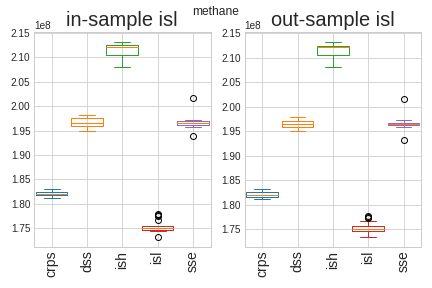 methane
in-sample isl
out-sample isl
1e8
2.15
2.10
2.05
2.00
1.95
1.90
1.85
1.80
1.75
crps
dss
ish
isl
sse
1e8
2.15
2.10
2.05
2.00
1.95
1.90
1.85
1.80
1.75
crps
dss
ish
isl
sse